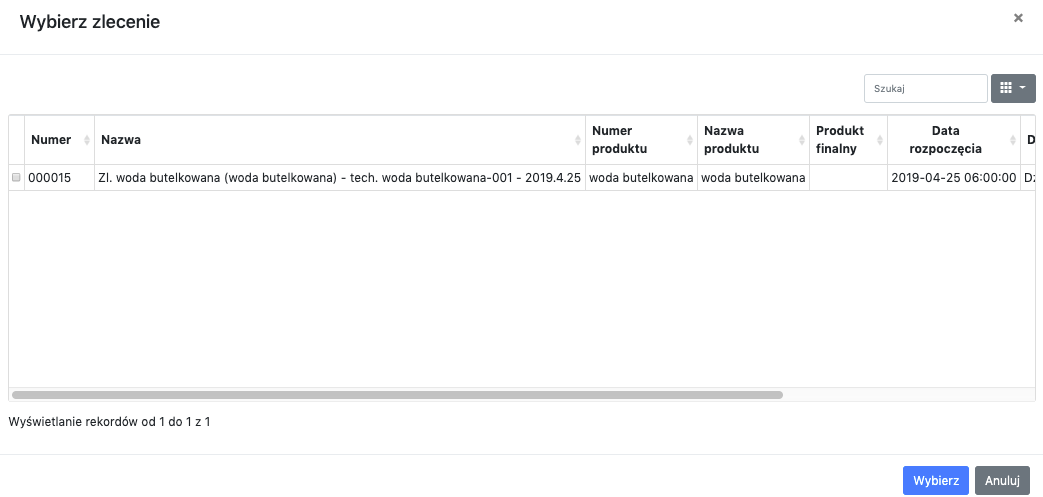 Wybierz zlecenie
×
Szukaj
Numer Nazwa Numer produktu Nazwa produktu Produkt finalny Data rozpoczęcia D
000015 Zl. woda butelkowana (woda butelkowana) - tech. woda butelkowana-001 - 2019.4.25 woda butelkowana woda butelkowana 2019-04-25 06:00:00
Wyświetlanie rekordów od 1 do 1 z 1
Wybierz Anuluj